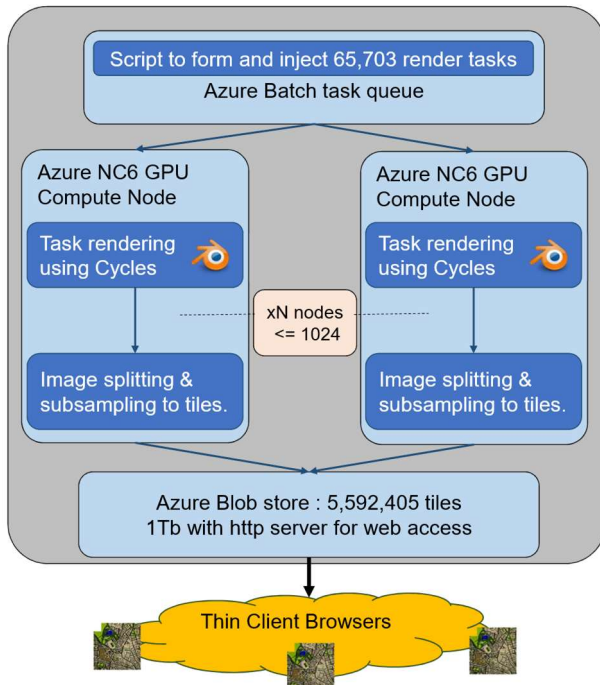 Script to form and inject 65,703 render tasks
Azure Batch task queue
Azure NC6 GPU
Compute Node
Task rendering
using Cycles
Image splitting &
subsampling to tiles.
xN nodes
<= 1024
Azure NC6 GPU
Compute Node
Task rendering
using Cycles
Image splitting &
subsampling to tiles.
Azure Blob store : 5,592,405 tiles
1Tb with http server for web access
Thin Client Browsers